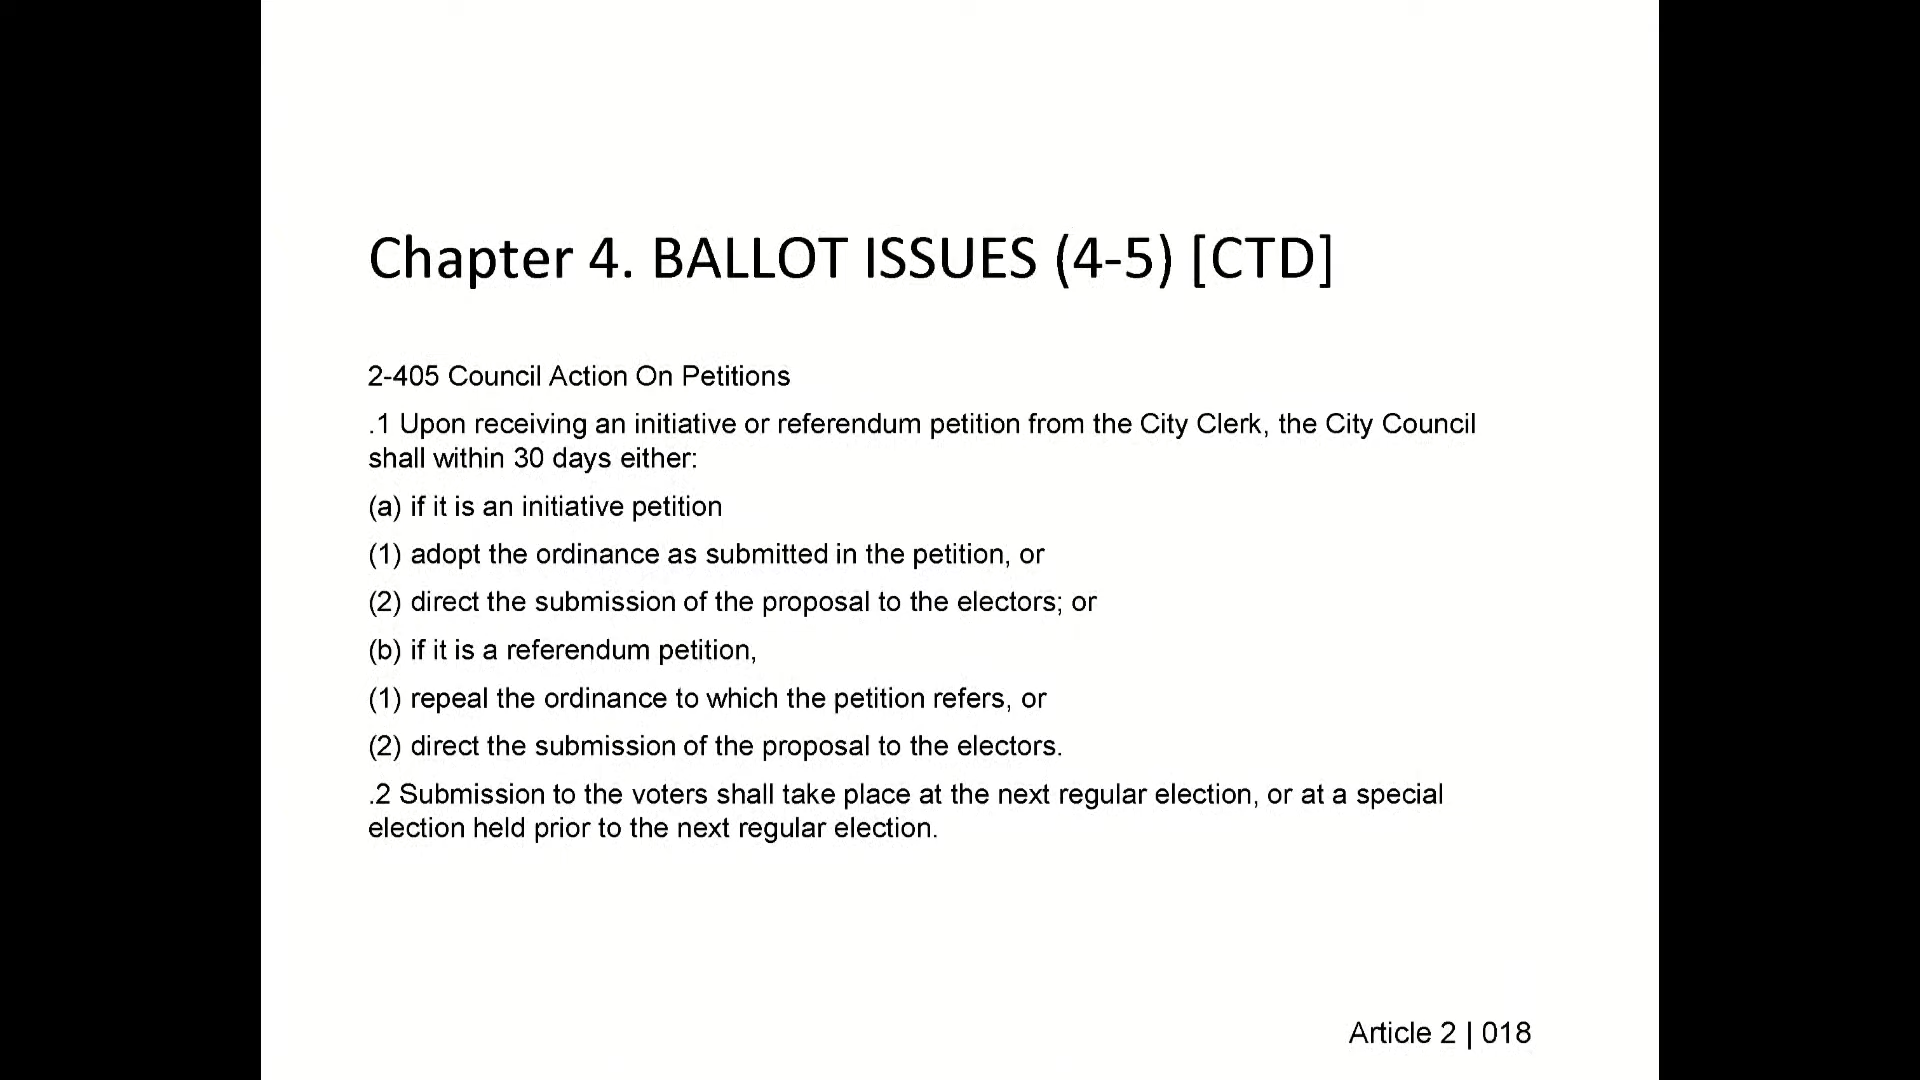 Chapter 4. BALLOT ISSUES (4-5) [CTD]
2-405 Council Action On Petitions
.1 Upon receiving an initiative or referendum petition from the City Clerk, the City Council
shall within 30 days either:
(a) if it is an initiative petition
(1) adopt the ordinance as submitted in the petition, or
(2) direct the submission of the proposal to the electors; or
(b) if it is a referendum petition,
(1) repeal the ordinance to which the petition refers, or
(2) direct the submission of the proposal to the electors.
.2 Submission to the voters shall take place at the next regular election, or at a special
election held prior to the next regular election.
Article 2 | 018